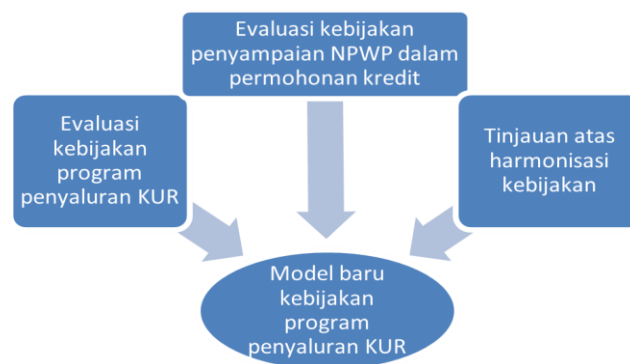 Evaluasi kebijakan
penyampaian NPWP dalam
permohonan kredit
Evaluasi
kebijakan
program
penyaluran KUR
Tinjauan atas
harmonisasi
kebijakan
Model baru
kebijakan
program
penyaluran KUR